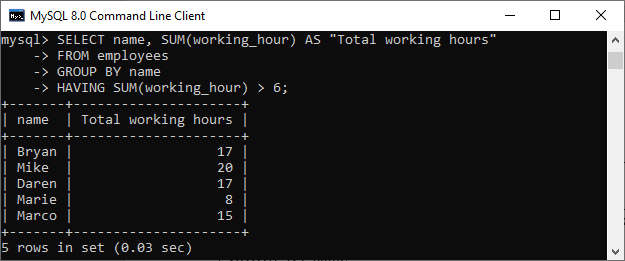 MySQL 8.0 Command Line Client
mysql> SELECT name, SUM(working_hour) AS "Total working hours"
    -> FROM employees
    -> GROUP BY name
    -> HAVING SUM(working_hour) > 6;
+-------+---------------------+
| name  | Total working hours |
+-------+---------------------+
| Bryan |                  17 |
| Mike  |                  20 |
| Daren |                  17 |
| Marie |                   8 |
| Marco |                  15 |
+-------+---------------------+
5 rows in set (0.03 sec)